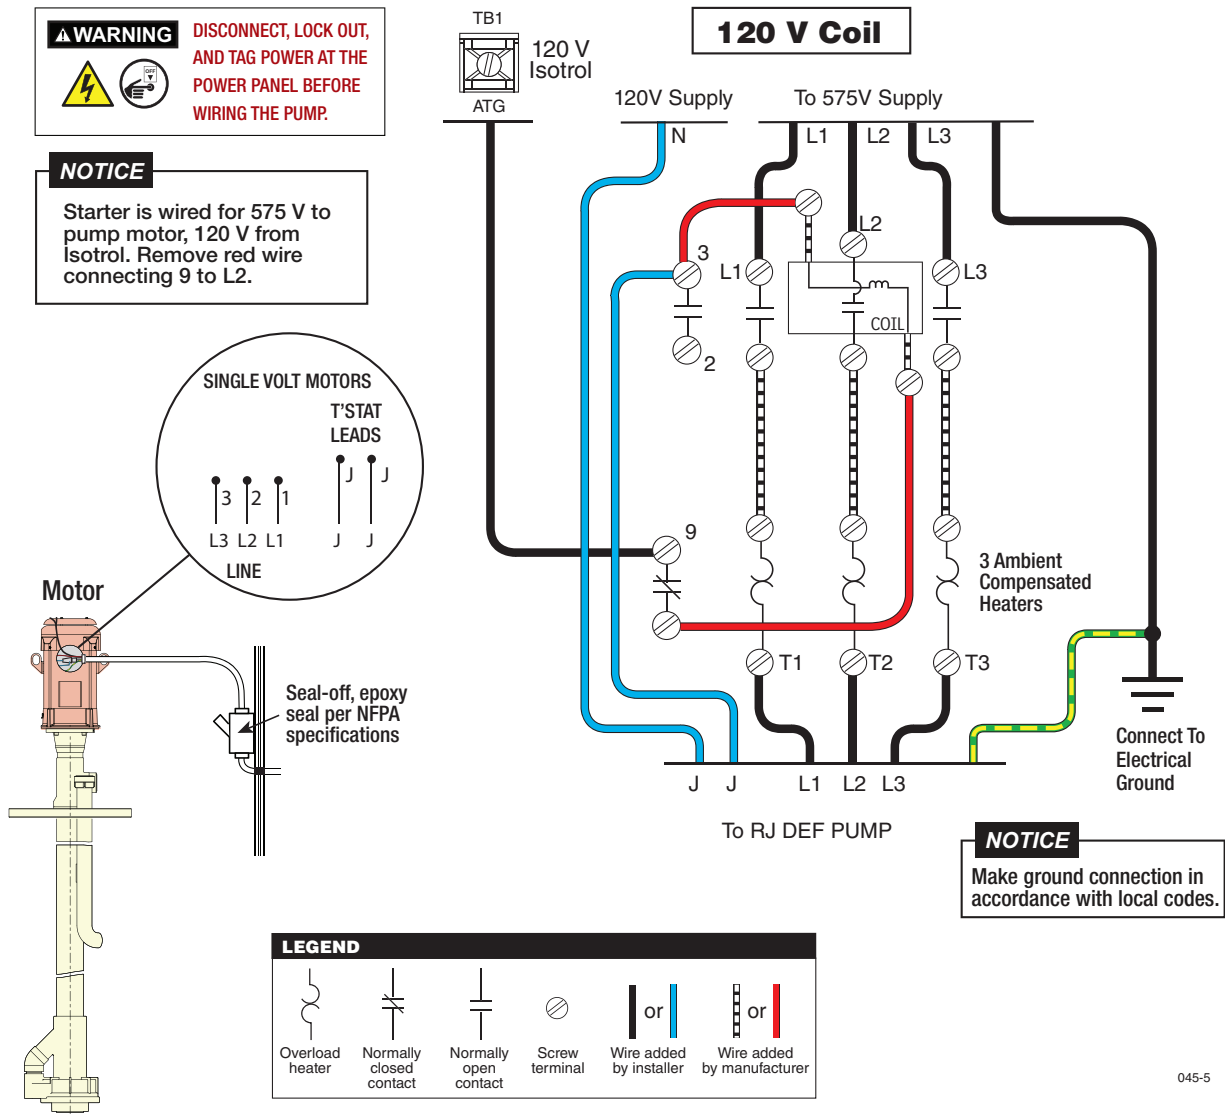 WARNING
DISCONNECT, LOCK OUT,
AND TAG POWER AT THE
POWER PANEL BEFORE
WIRING THE PUMP.
OFF
TB1
120 V
Isotrol
ATG
120 V Coil
120V Supply
To 575V Supply
N
L1
L2
L3
NOTICE
Starter is wired for 575 V to
pump motor, 120 V from
Isotrol. Remove red wire
connecting 9 to L2.
3
L1
L2
L3
COIL
2
SINGLE VOLT MOTORS
T'STAT
LEADS
J J
3 2 1
L3 L2 L1 J J
LINE
9
3 Ambient
Compensated
Heaters
Motor
T1
T2
T3
Seal-off, epoxy
seal per NFPA
specifications
Connect To
Electrical
Ground
J J L1 L2 L3
To RJ DEF PUMP
NOTICE
Make ground connection in
accordance with local codes.
LEGEND
or
or
Overload
heater
Normally
closed
contact
Normally
open
contact
Screw
terminal
Wire added
by installer
Wire added
by manufacturer
045-5